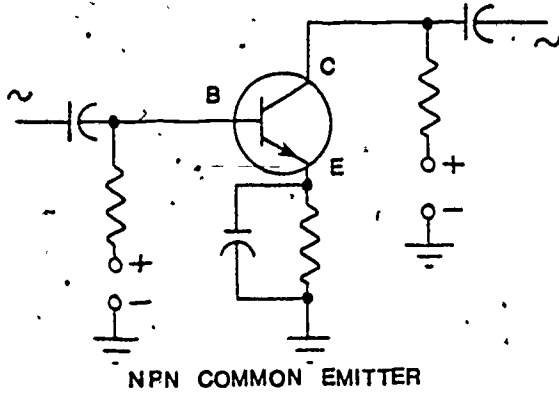 ~
~
C
B
E
+
-
+
-
NPN COMMON EMITTER